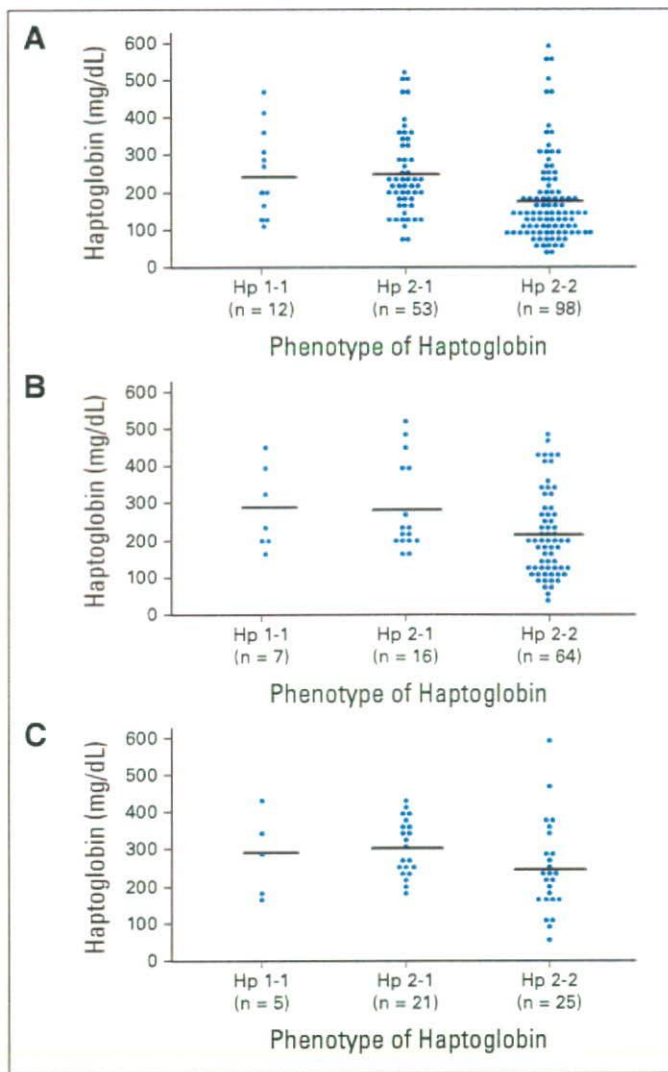 A
Haptoglobin (mg/dL)
600
500
400
300
200
100
0
Hp 1-1 Hp 2-1 Hp 2-2
(n = 12) (n = 53) (n = 98)
Phenotype of Haptoglobin
B
Haptoglobin (mg/dL)
600
500
400
300
200
100
0
Hp 1-1 Hp 2-1 Hp 2-2
(n = 7) (n = 16) (n = 64)
Phenotype of Haptoglobin
C
Haptoglobin (mg/dL)
600
500
400
300
200
100
0
Hp 1-1 Hp 2-1 Hp 2-2
(n = 5) (n = 21) (n = 25)
Phenotype of Haptoglobin